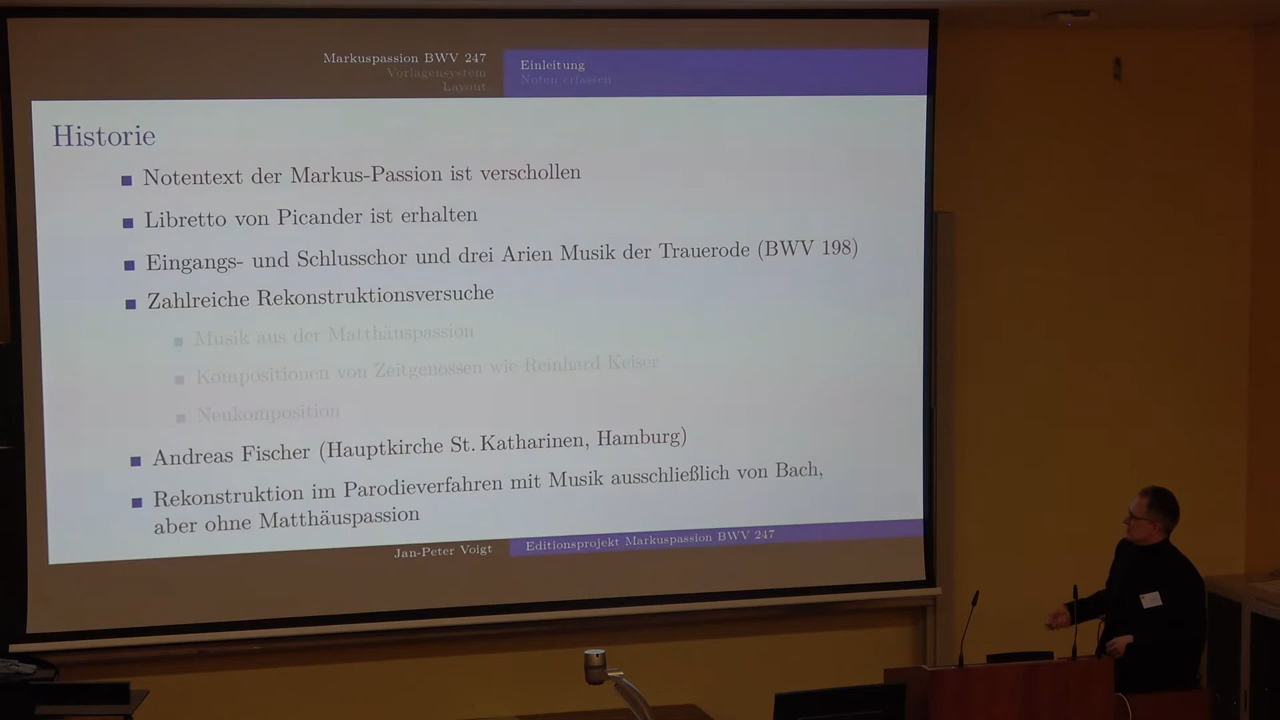 Markuspassion BWV 247
Vorlagensystem
Layout
Einleitung
Noten erfassen
Historie
Notentext der Markus-Passion ist verschollen
Libretto von Picander ist erhalten
Eingangs- und Schlusschor und drei Arien Musik der Trauerode (BWV 198)
Zahlreiche Rekonstruktionsversuche
Musik aus der Matthäuspassion
Kompositionen von Zeitgenossen wie Reinhard Keiser
Neukomposition
Andreas Fischer (Hauptkirche St. Katharinen, Hamburg)
Rekonstruktion im Parodieverfahren mit Musik ausschließlich von Bach,
aber ohne Matthäuspassion
Jan-Peter Voigt
Editionsprojekt Markuspassion BWV 247